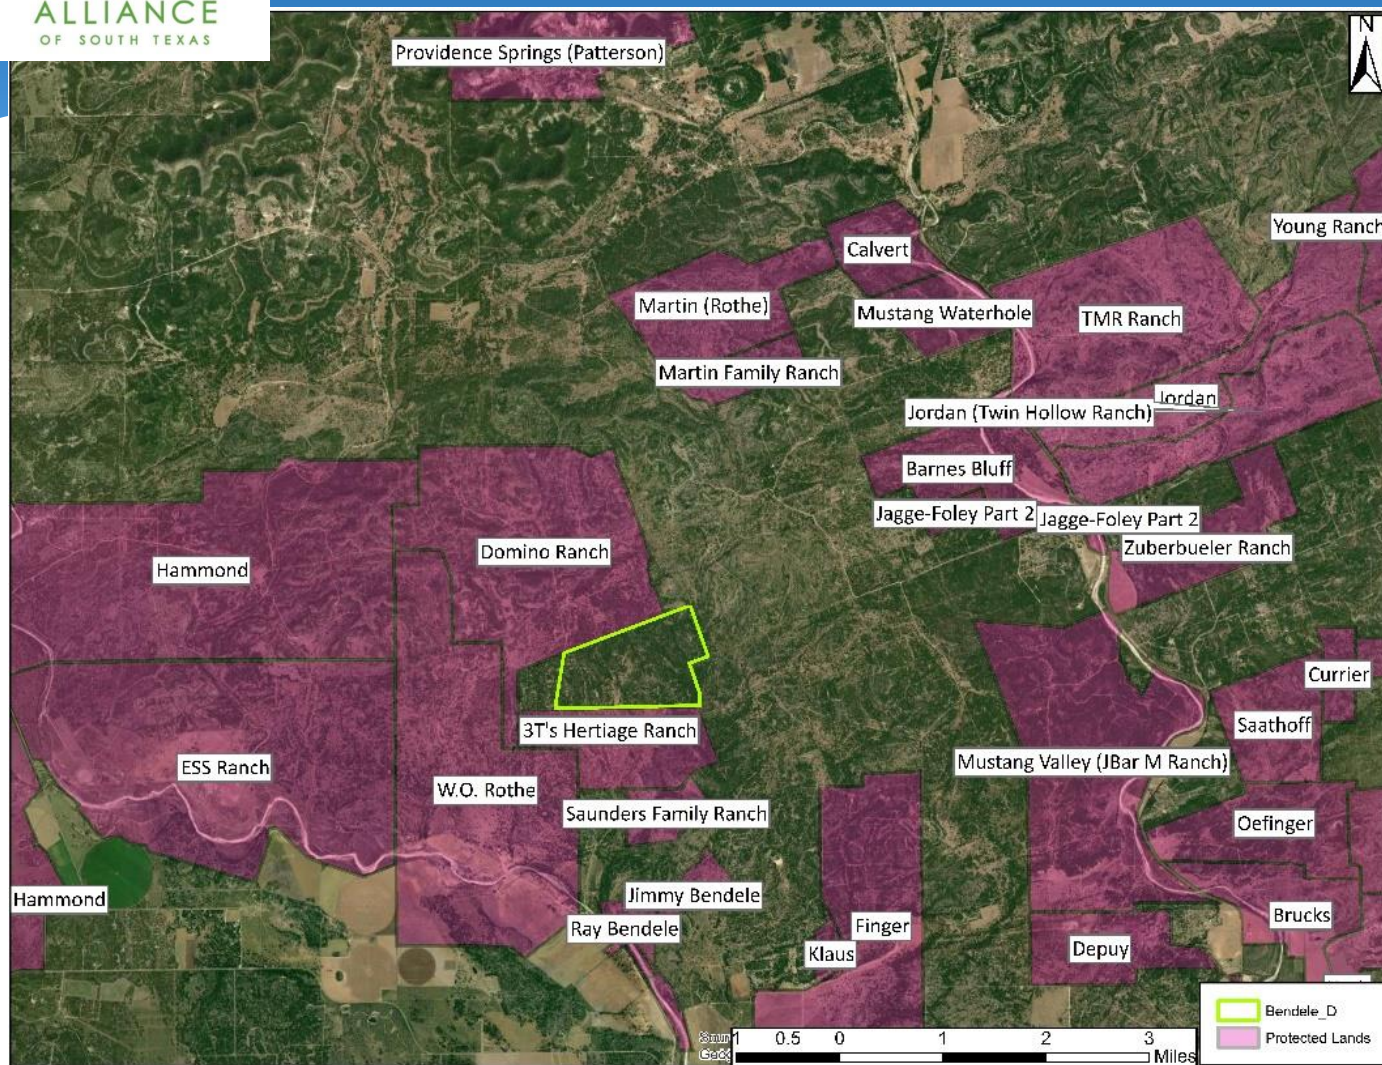 ALLIANCE
OF SOUTH TEXAS
N
Providence Springs (Patterson)
Young Ranch
Calvert
Martin (Rothe)
Mustang Waterhole
TMR Ranch
Martin Family Ranch
Jordan
Jordan (Twin Hollow Ranch)
Barnes Bluff
Jagge-Foley Part 2
Jagge-Foley Part 2
Zuberbueler Ranch
Domino Ranch
Hammond
Currier
Saathoff
3T's Hertiage Ranch
Mustang Valley (JBar M Ranch)
ESS Ranch
W.O. Rothe
Saunders Family Ranch
Oefinger
Jimmy Bendele
Hammond
Ray Bendele
Finger
Brucks
Klaus
Depuy
Bendele_D
Protected Lands
1 0.5 0 1 2 3
Miles